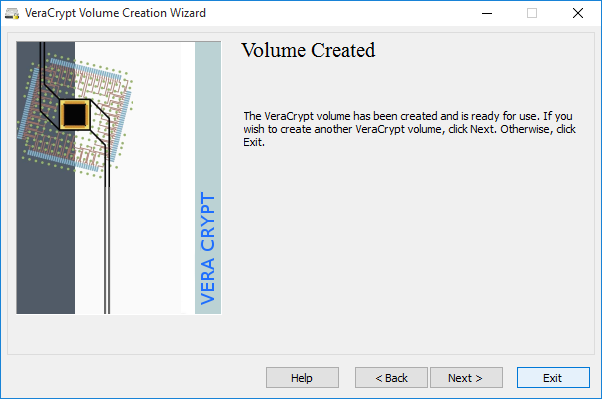 VeraCrypt Volume Creation Wizard
Volume Created
The VeraCrypt volume has been created and is ready for use. If you
wish to create another VeraCrypt volume, click Next. Otherwise, click
Exit.
VERA CRYPT
Help
< Back
Next >
Exit